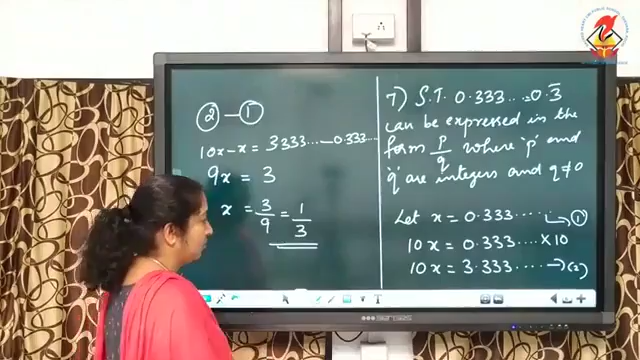 7) S.T. 0.333... = 0.3̅
can be expressed in the
form p/q where 'p' and
'q' are integers and q ≠ 0
Let x = 0.333.... → ①
10x = 0.333.... × 10
10x = 3.333..... → (2)
② — ①
10x - x = 3.333... - 0.333...
9x = 3
x = 3/9 = 1/3